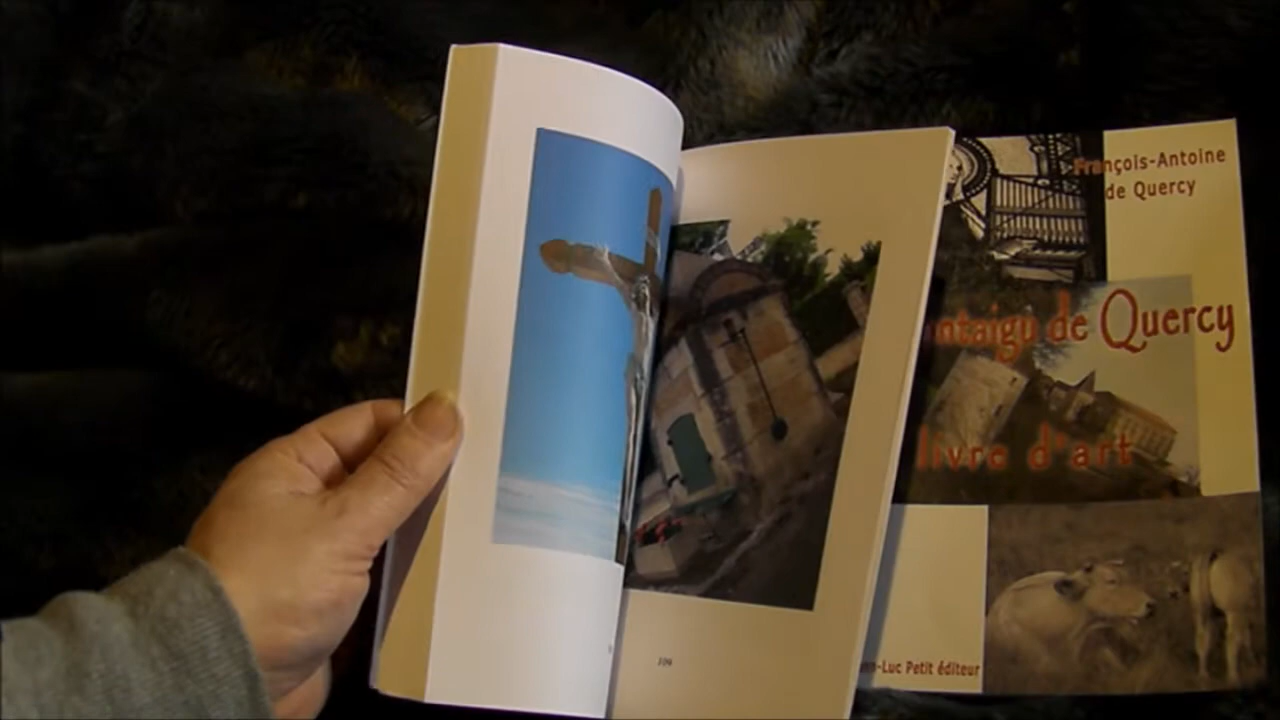 François-Antoine
de Quercy
ntaigu de Quercy
livre d'art
-Luc Petit éditeur